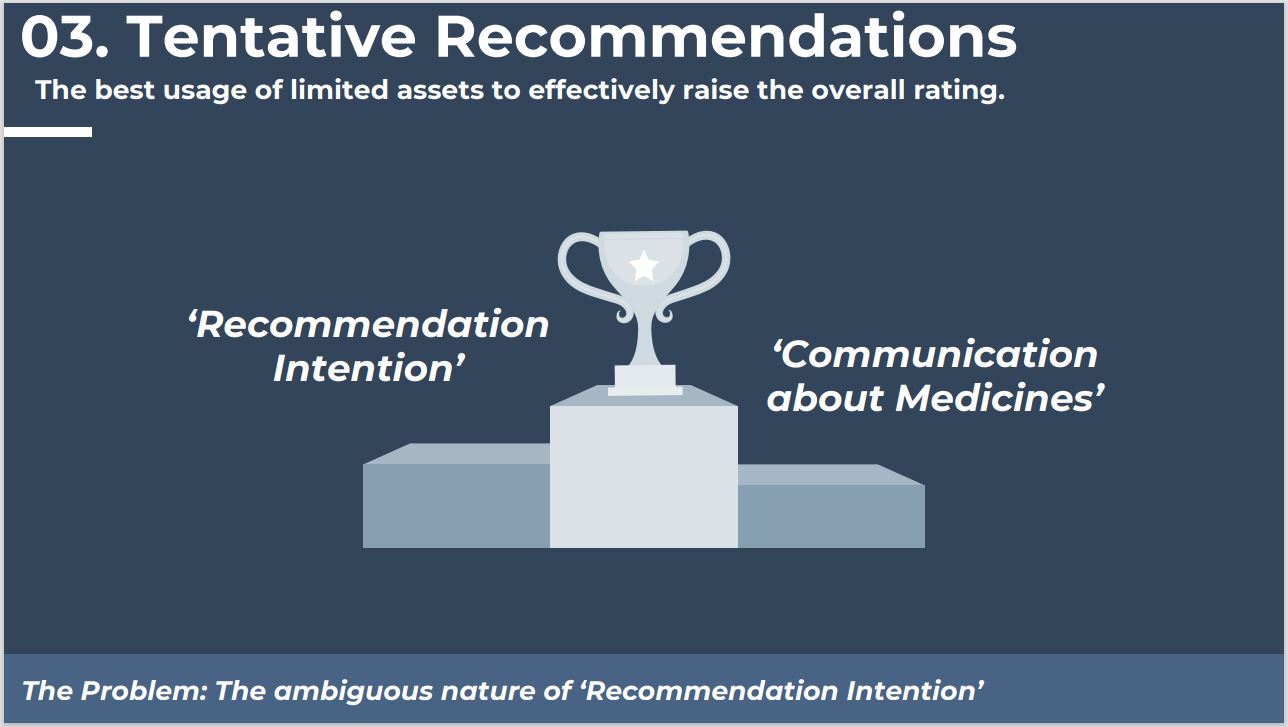 03. Tentative Recommendations
The best usage of limited assets to effectively raise the overall rating.
‘Recommendation
Intention’
‘Communication
about Medicines’
The Problem: The ambiguous nature of ‘Recommendation Intention’